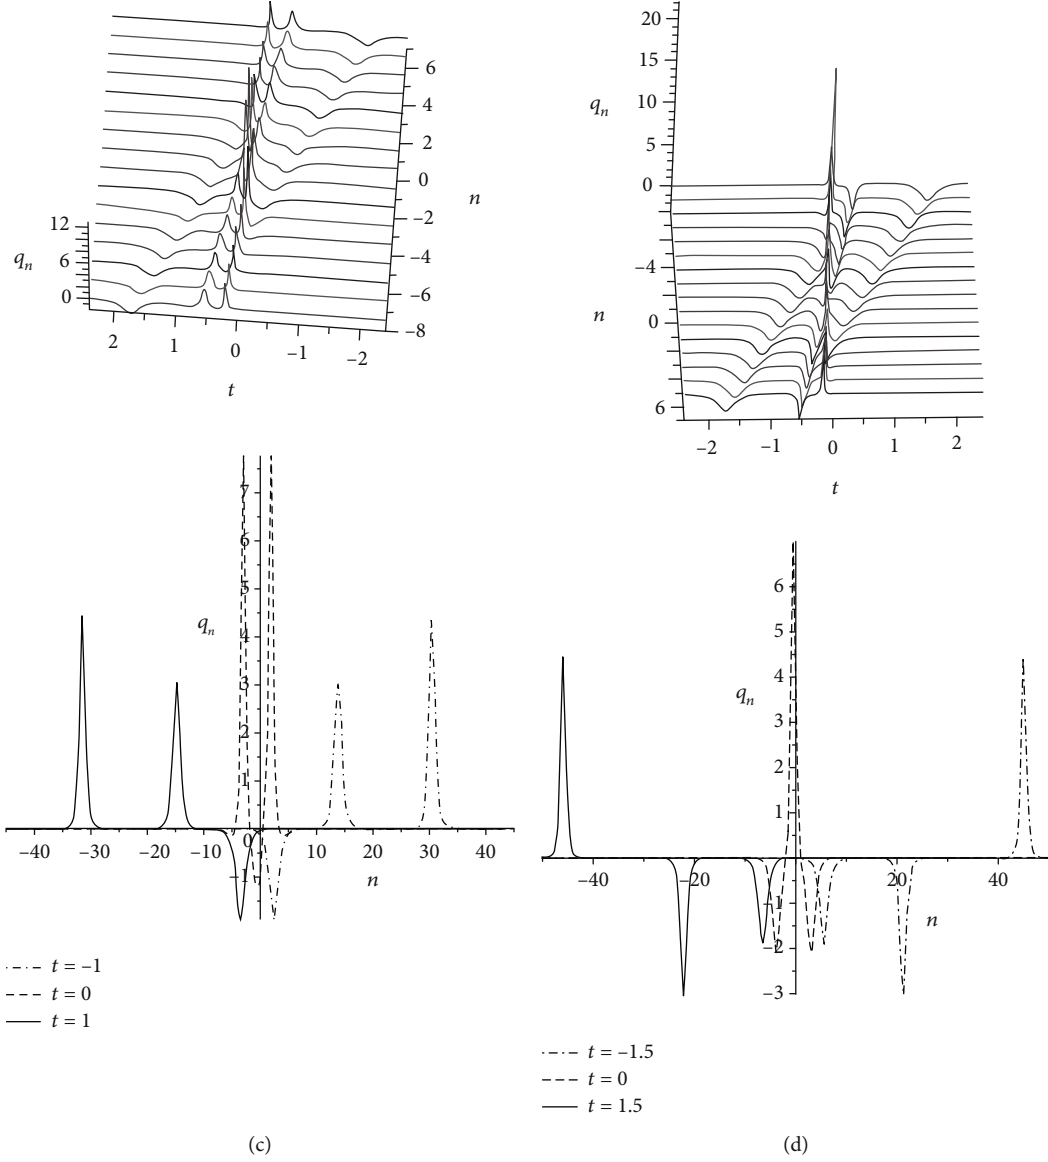 6
4
2
0
–2
–4
–6
–8
n
12
6
0
q_n
2 1 0 –1 –2
t
20
15
10
5
0
q_n
–4
0
6
n
–2 –1 0 1 2
t
7
6
5
4
3
2
1
0
–1
q_n
–40 –30 –20 –10 10 20 30 40
n
t = –1
t = 0
t = 1
6
5
4
3
2
1
–1
–2
–3
q_n
–40 –20 20 40
n
t = –1.5
t = 0
t = 1.5
(c) (d)